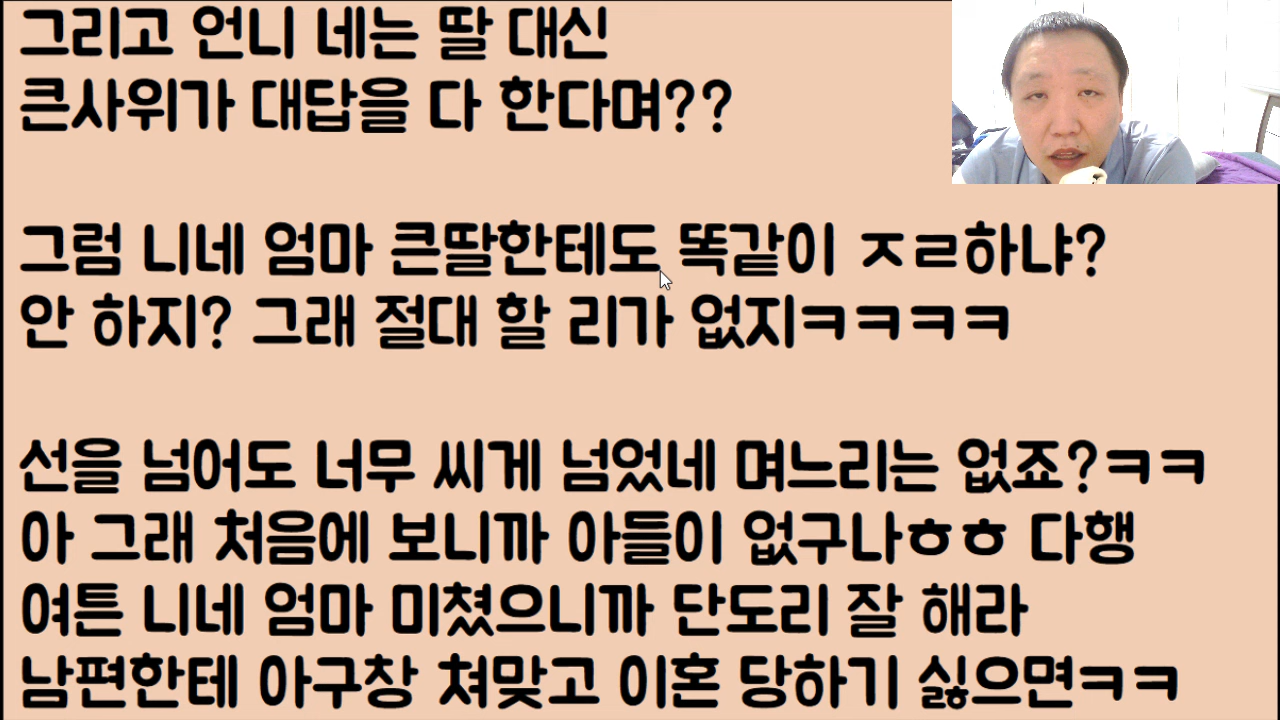 그리고 언니 네는 딸 대신
큰사위가 대답을 다 한다며??
그럼 니네 엄마 큰딸한테도 똑같이 ㅈㄹ하냐?
안 하지? 그래 절대 할 리가 없지ㅋㅋㅋㅋ
선을 넘어도 너무 씨게 넘었네 며느리는 없죠?ㅋㅋ
아 그래 처음에 보니까 아들이 없구나ㅎㅎ 다행
여튼 니네 엄마 미쳤으니까 단도리 잘 해라
남편한테 아구창 쳐맞고 이혼 당하기 싫으면ㅋㅋ